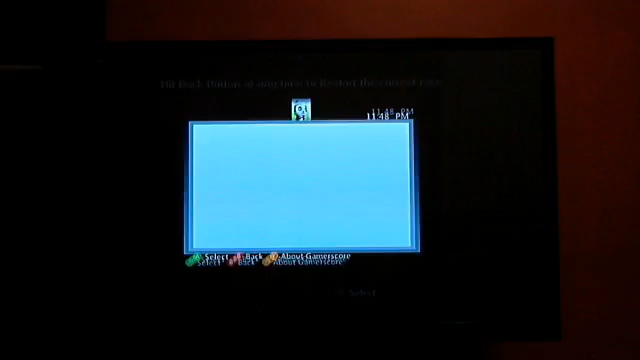 Hit Back Button at any time to Restart the current race
11:48 PM
11:48 PM
Select Back About Gamerscore
Select Back About Gamerscore
Select